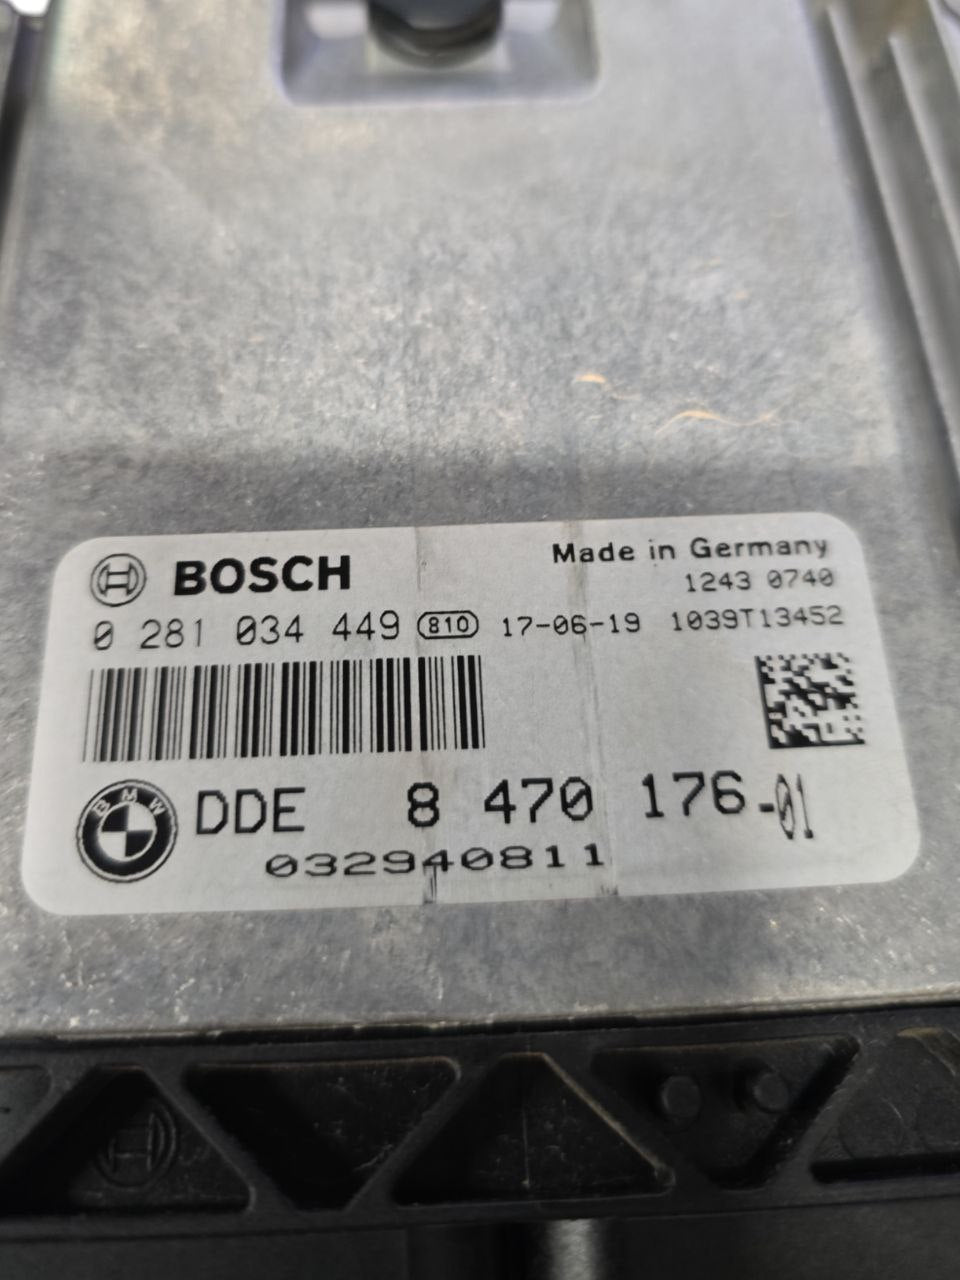 BOSCH
Made in Germany
1243 0740
0 281 034 449 810 17-06-19 1039T13452
BMW DDE 8 470 176-01
032940811